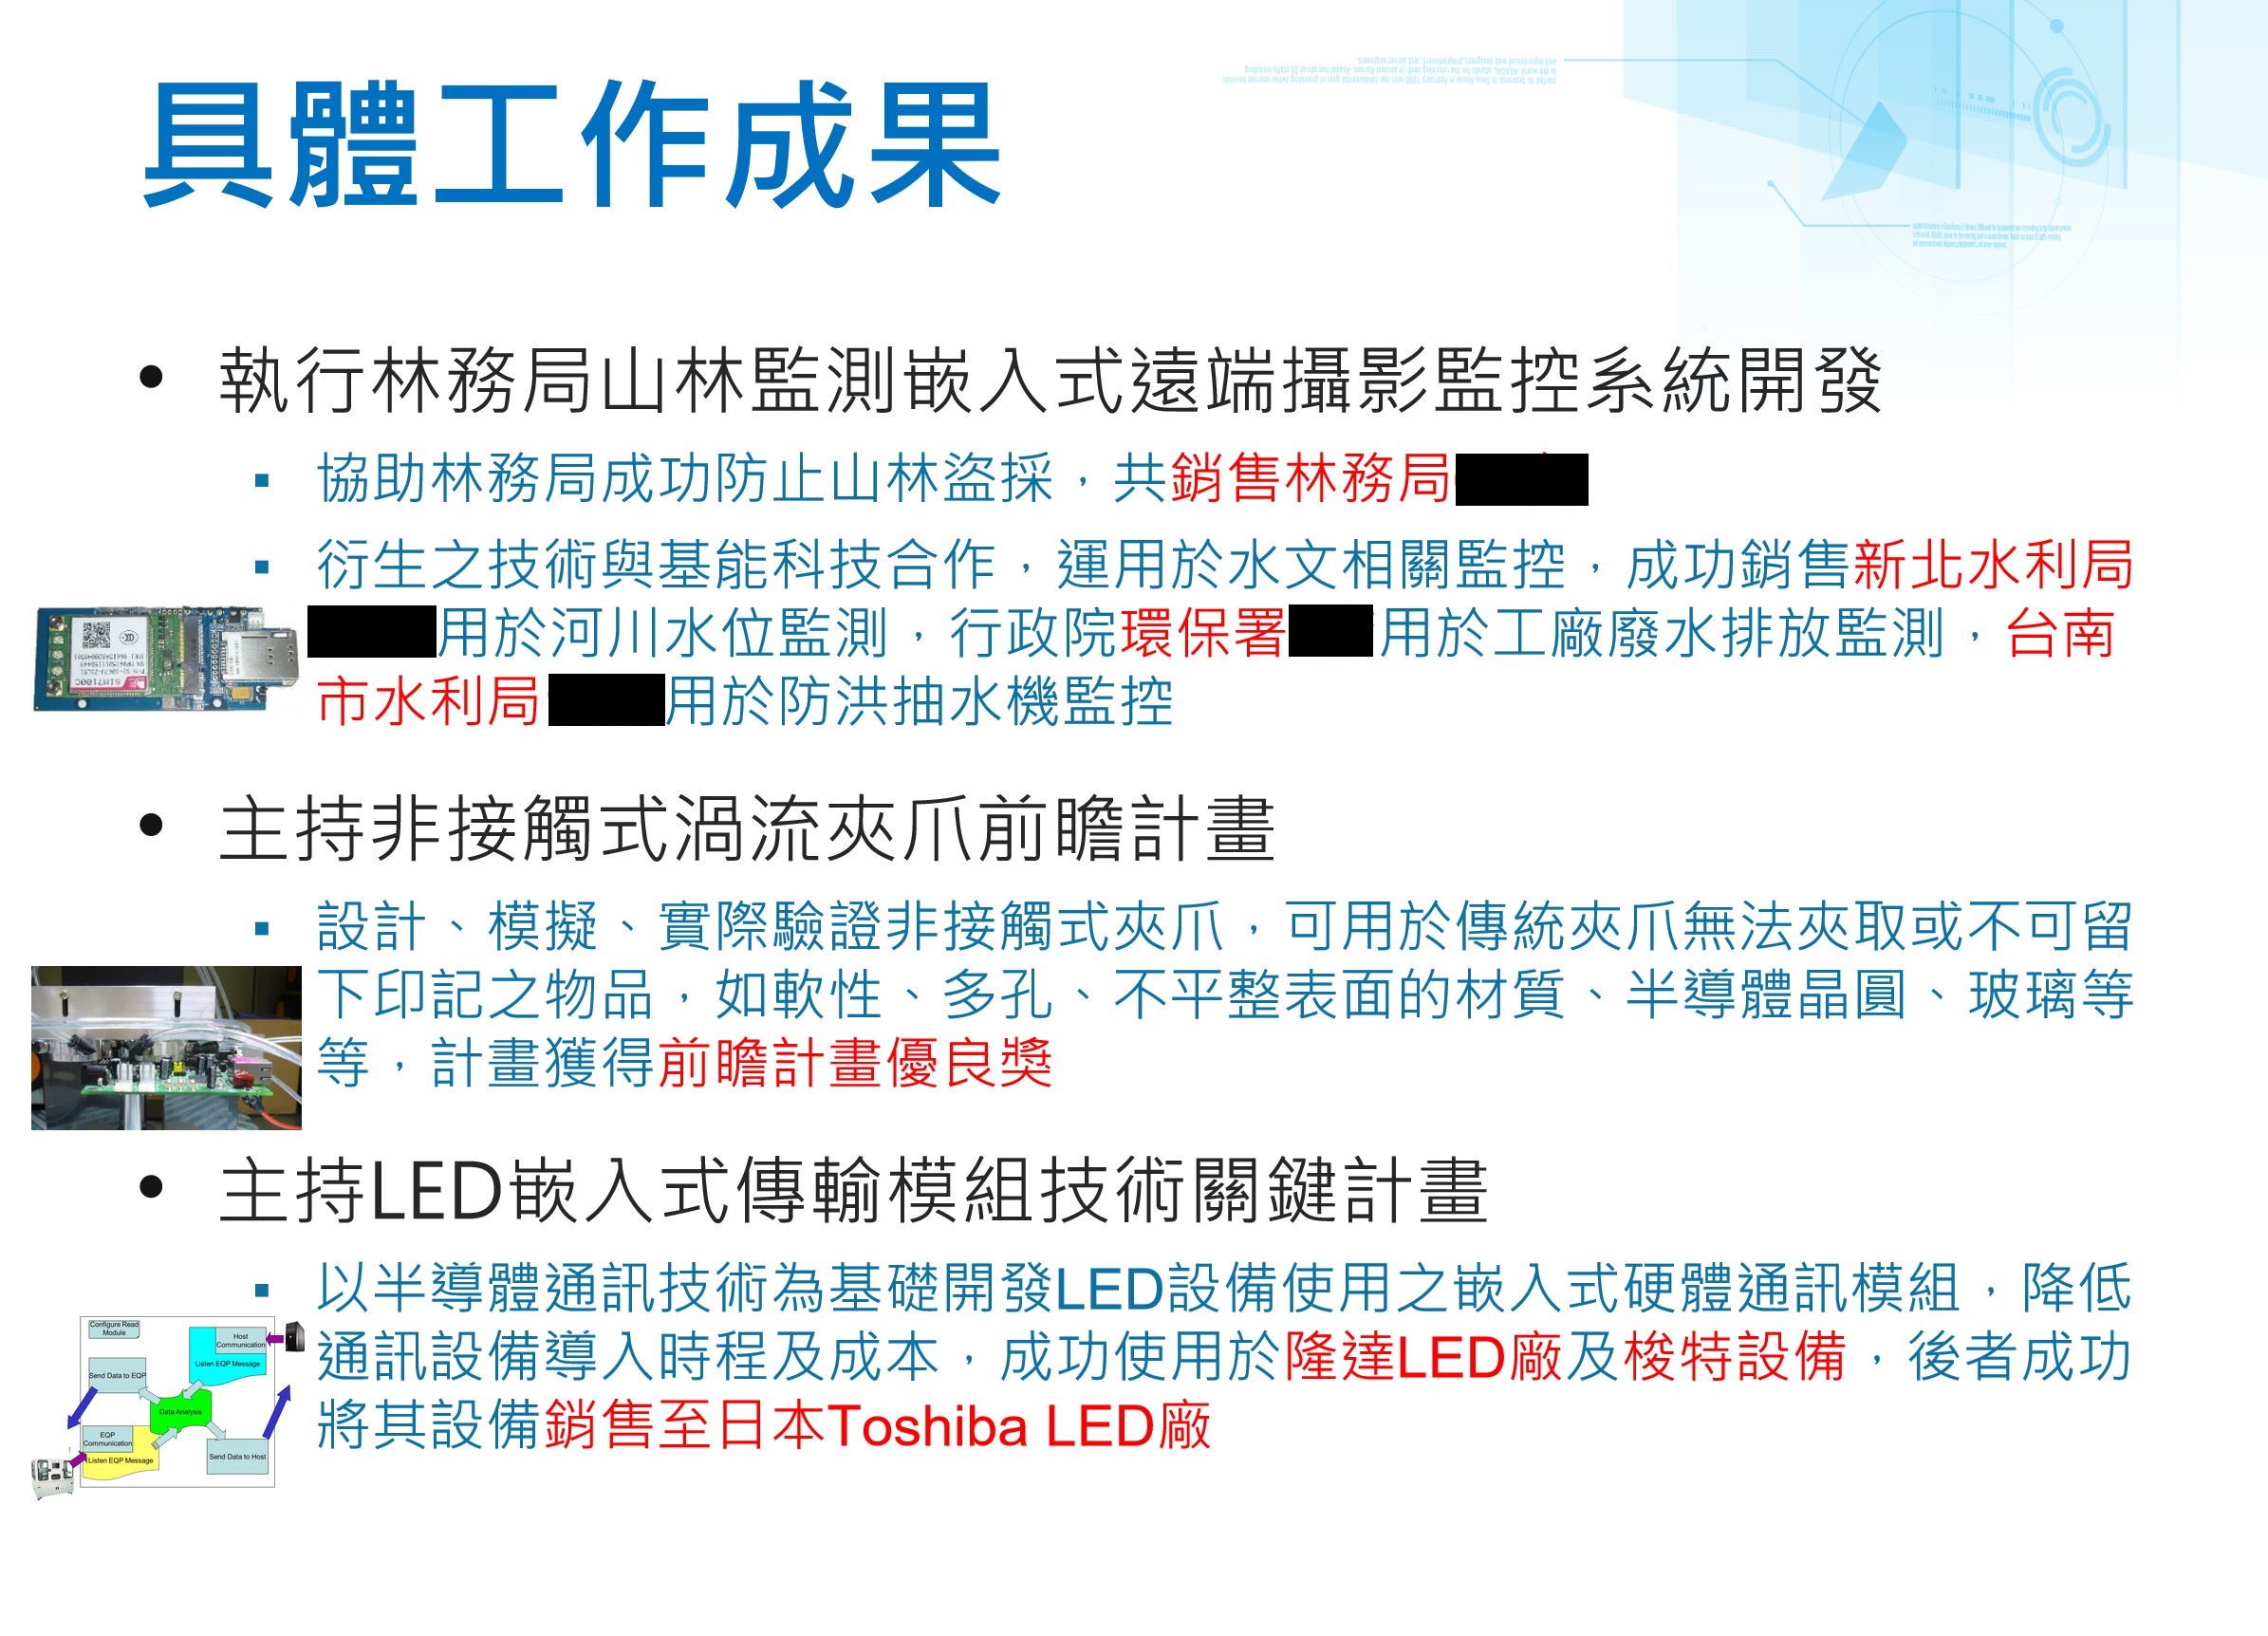 具體工作成果
• 執行林務局山林監測嵌入式遠端攝影監控系統開發
▪ 協助林務局成功防止山林盜採，共銷售林務局
▪ 衍生之技術與基能科技合作，運用於水文相關監控，成功銷售新北水利局
用於河川水位監測，行政院環保署 用於工廠廢水排放監測，台南
市水利局 用於防洪抽水機監控
SIM7100C
• 主持非接觸式渦流夾爪前瞻計畫
▪ 設計、模擬、實際驗證非接觸式夾爪，可用於傳統夾爪無法夾取或不可留
下印記之物品，如軟性、多孔、不平整表面的材質、半導體晶圓、玻璃等
等，計畫獲得前瞻計畫優良獎
• 主持LED嵌入式傳輸模組技術關鍵計畫
▪ 以半導體通訊技術為基礎開發LED設備使用之嵌入式硬體通訊模組，降低
通訊設備導入時程及成本，成功使用於隆達LED廠及梭特設備，後者成功
將其設備銷售至日本Toshiba LED廠
Configure Read
Module
Host
Communication
Listen EQP Message
Send Data to EQP
Data Analysis
EQP
Communication
Listen EQP Message
Send Data to Host